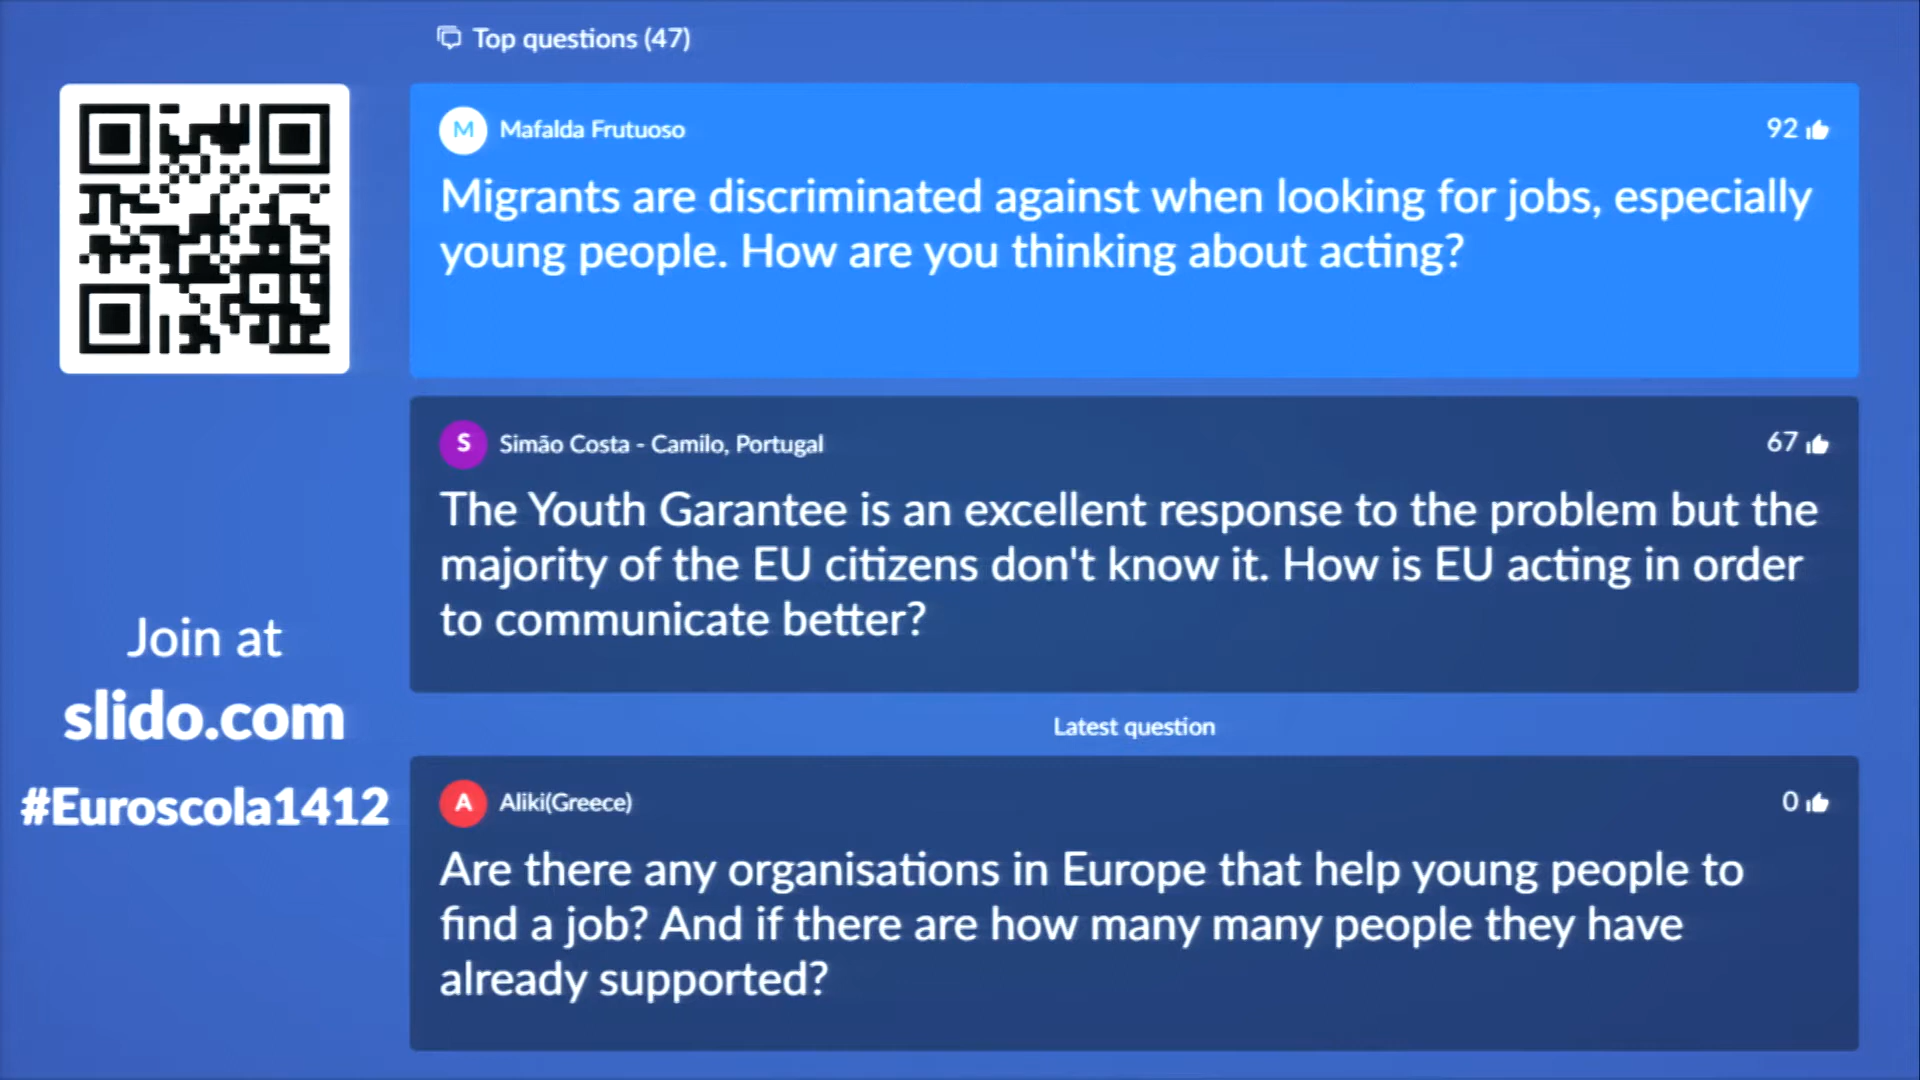 Top questions (47)
M Mafalda Frutuoso 92
Migrants are discriminated against when looking for jobs, especially
young people. How are you thinking about acting?
S Simão Costa - Camilo, Portugal 67
The Youth Garantee is an excellent response to the problem but the
majority of the EU citizens don't know it. How is EU acting in order
to communicate better?
Join at
slido.com
#Euroscola1412
Latest question
A Aliki(Greece) 0
Are there any organisations in Europe that help young people to
find a job? And if there are how many many people they have
already supported?